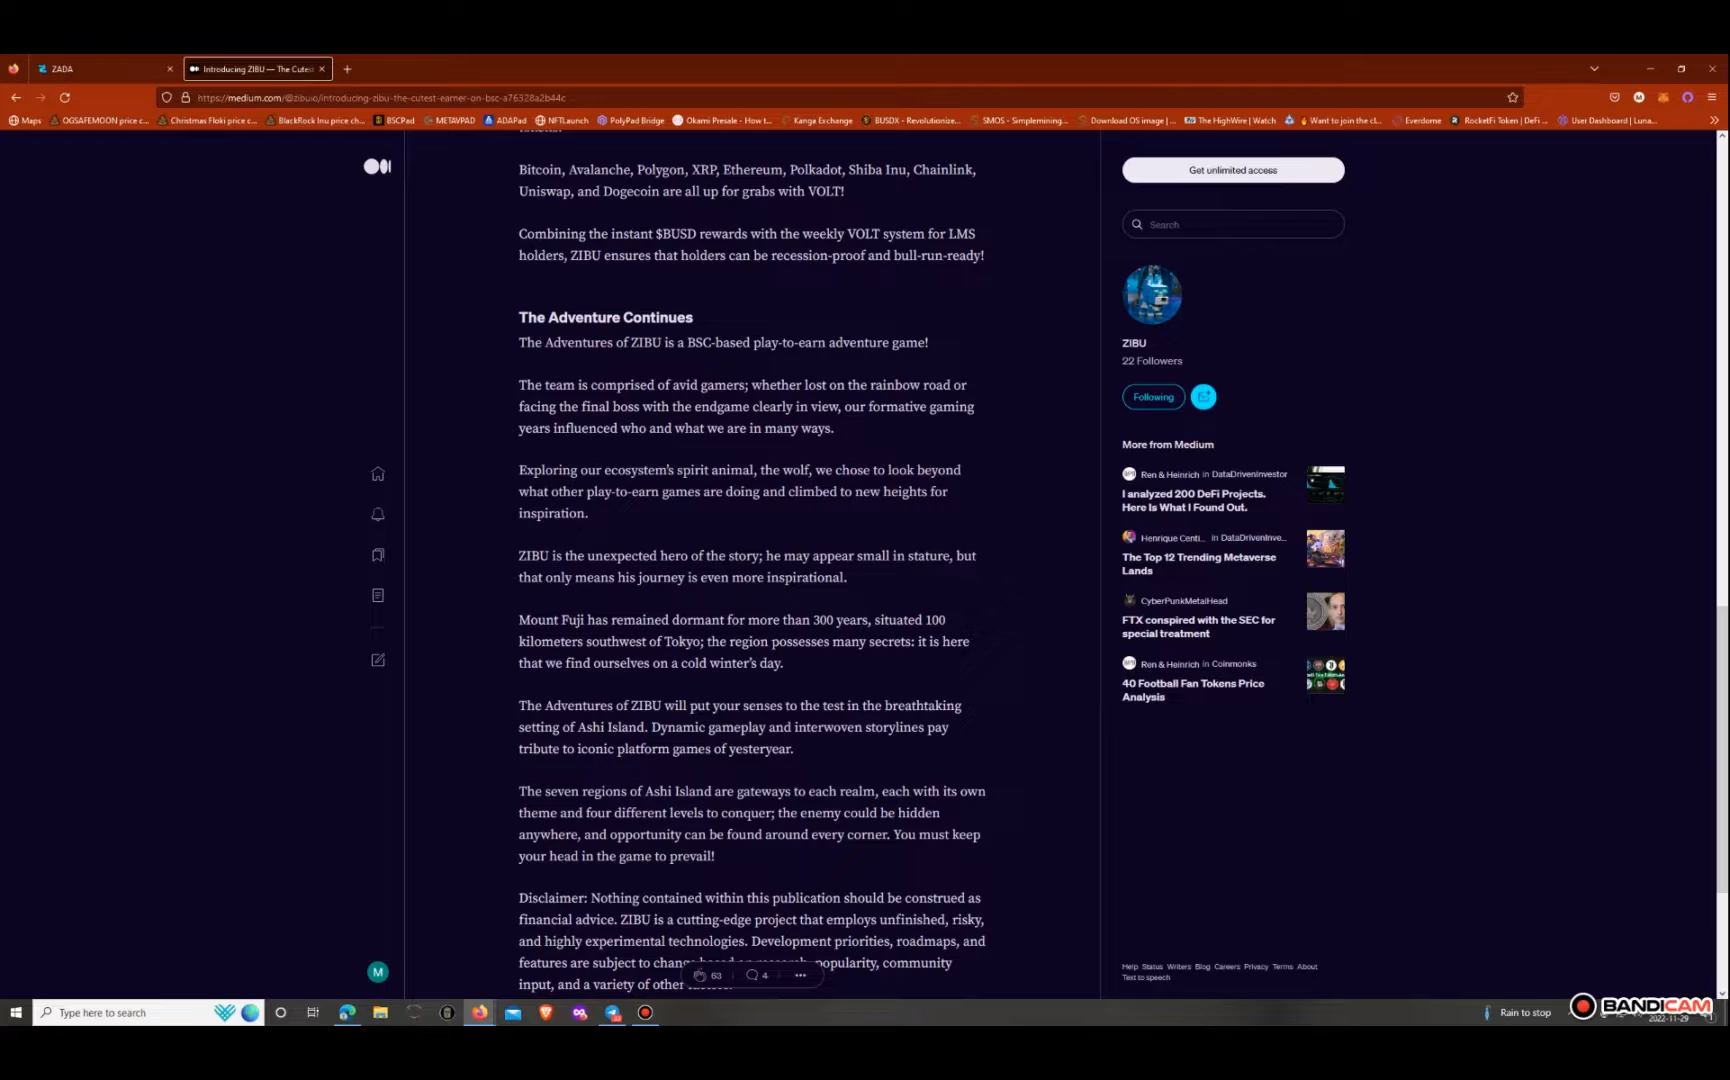 ZADA
Introducing ZIBU — The Cutest
https://medium.com/@zibuio/introducing-zibu-the-cutest-earner-on-bsc-a76328a2b44c
Maps
OGSAFEMOON price c...
Christmas Floki price c...
BlackRock Inu price ch...
BSCPad
METAVPAD
ADAPad
NFTLaunch
PolyPad Bridge
Okami Presale - How t...
Kanga Exchange
BUSDX - Revolutionize...
SMOS - Simplemining...
Download OS image | ...
The HighWire | Watch
Want to join the cl...
Everdome
RocketFi Token | DeFi ...
User Dashboard | Luna...
Bitcoin, Avalanche, Polygon, XRP, Ethereum, Polkadot, Shiba Inu, Chainlink,
Uniswap, and Dogecoin are all up for grabs with VOLT!
Combining the instant $BUSD rewards with the weekly VOLT system for LMS
holders, ZIBU ensures that holders can be recession-proof and bull-run-ready!
The Adventure Continues
The Adventures of ZIBU is a BSC-based play-to-earn adventure game!
The team is comprised of avid gamers; whether lost on the rainbow road or
facing the final boss with the endgame clearly in view, our formative gaming
years influenced who and what we are in many ways.
Exploring our ecosystem's spirit animal, the wolf, we chose to look beyond
what other play-to-earn games are doing and climbed to new heights for
inspiration.
ZIBU is the unexpected hero of the story; he may appear small in stature, but
that only means his journey is even more inspirational.
Mount Fuji has remained dormant for more than 300 years, situated 100
kilometers southwest of Tokyo; the region possesses many secrets: it is here
that we find ourselves on a cold winter's day.
The Adventures of ZIBU will put your senses to the test in the breathtaking
setting of Ashi Island. Dynamic gameplay and interwoven storylines pay
tribute to iconic platform games of yesteryear.
The seven regions of Ashi Island are gateways to each realm, each with its own
theme and four different levels to conquer; the enemy could be hidden
anywhere, and opportunity can be found around every corner. You must keep
your head in the game to prevail!
Disclaimer: Nothing contained within this publication should be construed as
financial advice. ZIBU is a cutting-edge project that employs unfinished, risky,
and highly experimental technologies. Development priorities, roadmaps, and
features are subject to change based on research, popularity, community
input, and a variety of other factors.
63
4
M
Get unlimited access
Search
ZIBU
22 Followers
Following
More from Medium
Ren & Heinrich in DataDrivenInvestor
I analyzed 200 DeFi Projects.
Here Is What I Found Out.
Henrique Centi... in DataDrivenInve...
The Top 12 Trending Metaverse
Lands
CyberPunkMetalHead
FTX conspired with the SEC for
special treatment
Ren & Heinrich in Coinmonks
40 Football Fan Tokens Price
Analysis
Help Status Writers Blog Careers Privacy Terms About
Text to speech
Type here to search
Rain to stop
BANDICAM
2022-11-29